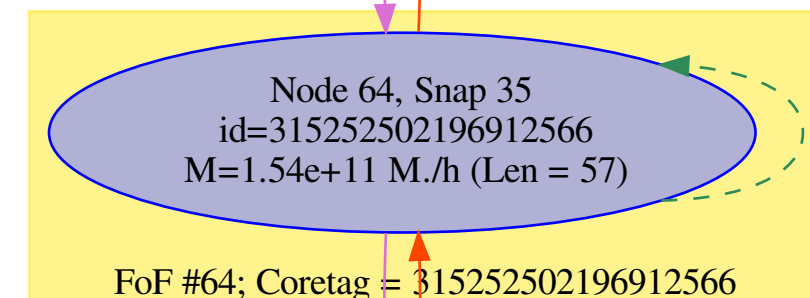 Node 64, Snap 35
id=315252502196912566
M=1.54e+11 M./h (Len = 57)
FoF #64; Coretag = 315252502196912566